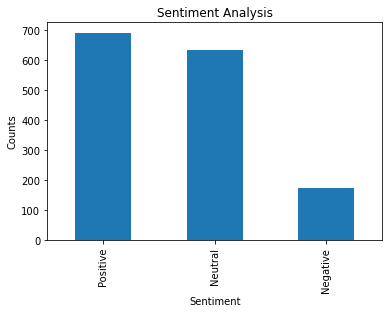 Sentiment Analysis
700
600
500
400
300
200
100
0
Counts
Positive
Neutral
Negative
Sentiment